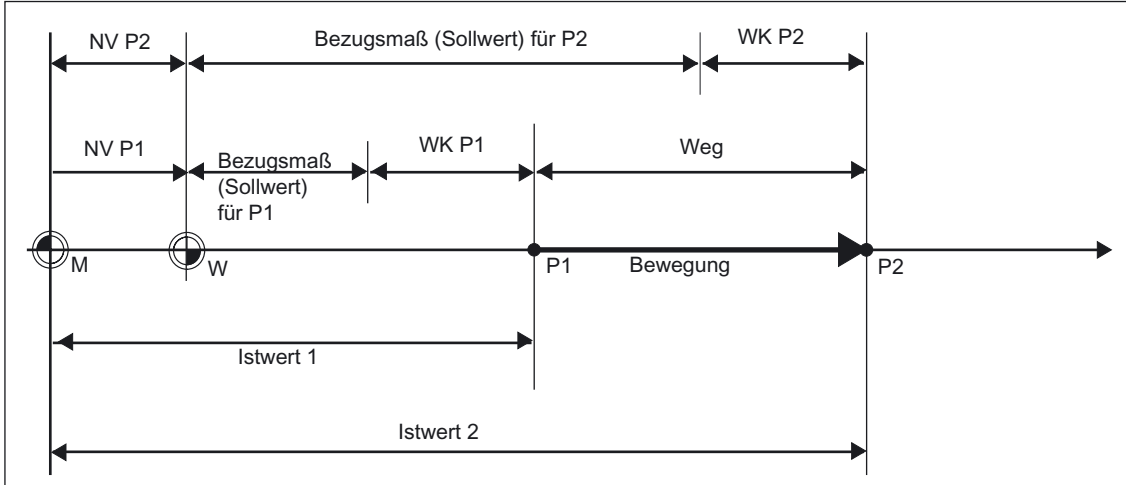 NV P2
Bezugsmaß (Sollwert) für P2
WK P2
NV P1
Bezugsmaß
(Sollwert)
für P1
WK P1
Weg
M
W
P1
Bewegung
P2
Istwert 1
Istwert 2